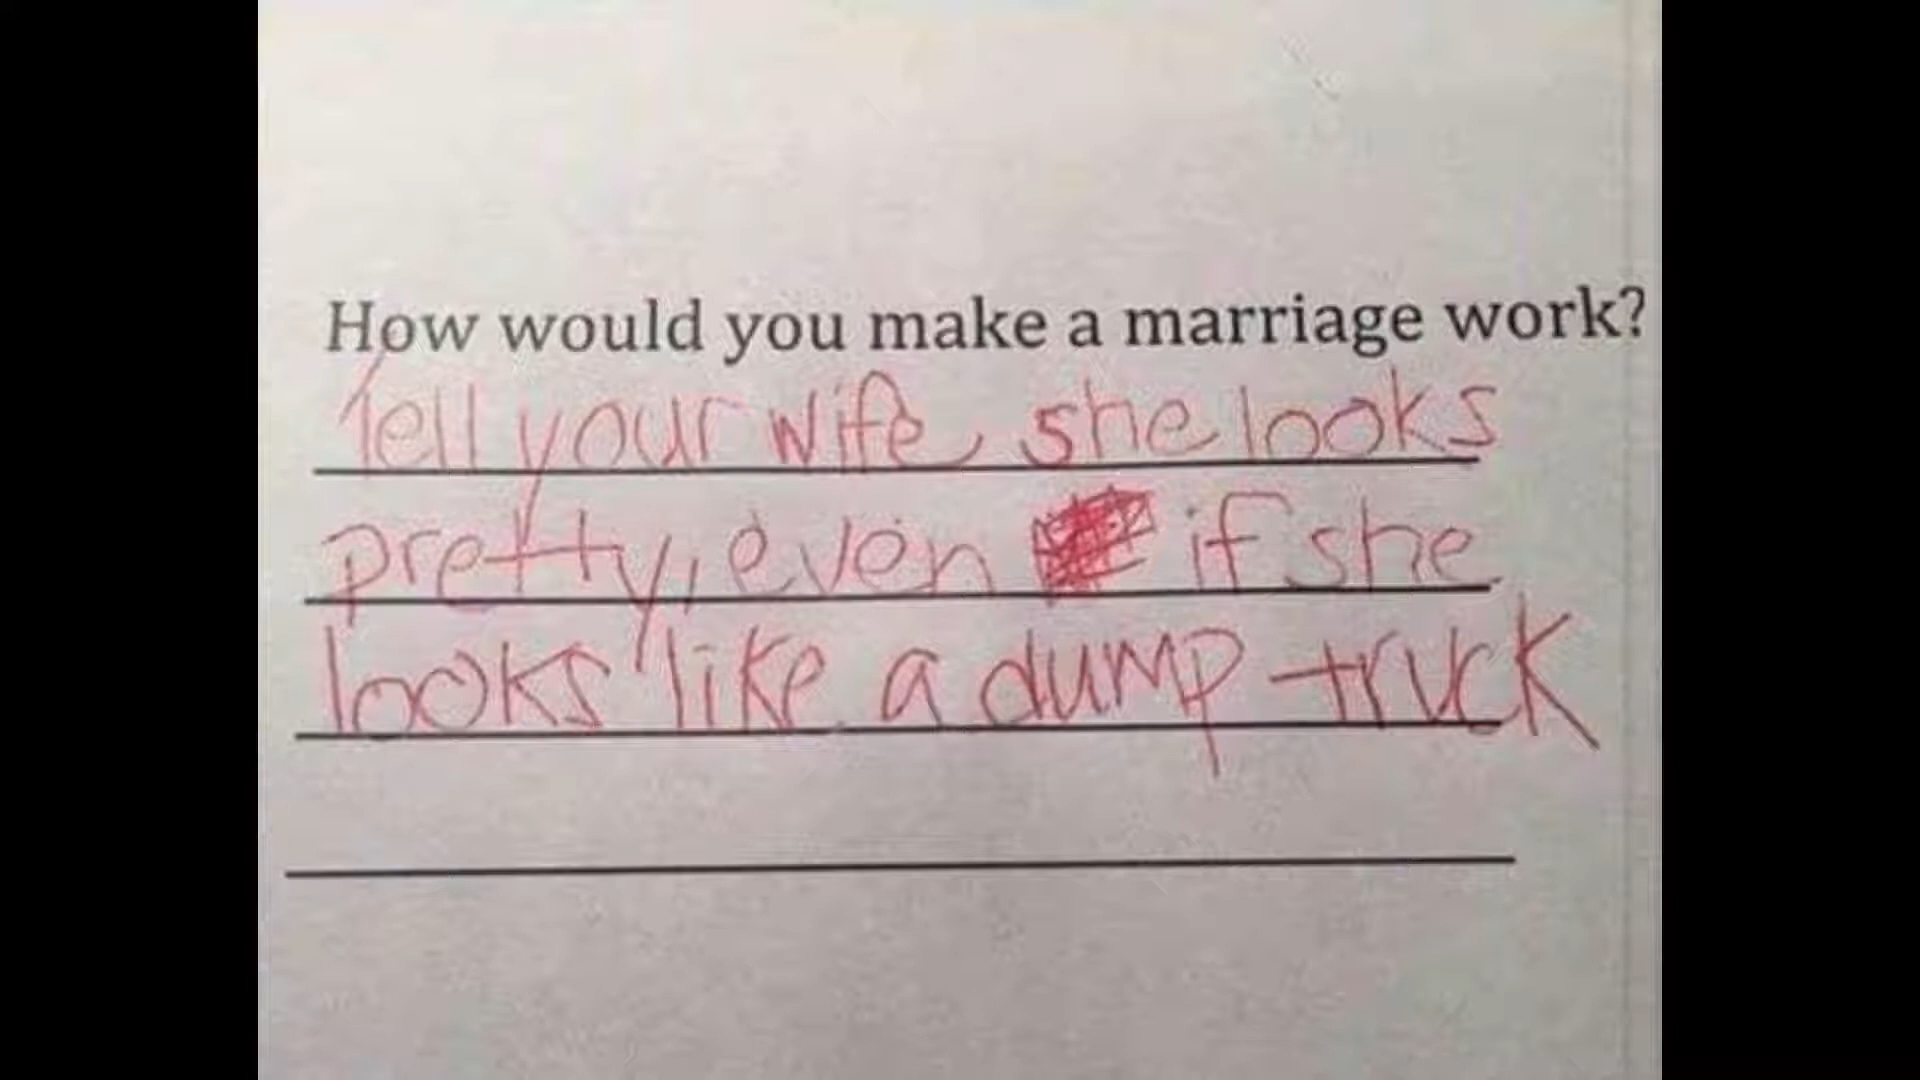 How would you make a marriage work?
Tell your wife she looks
pretty, even if she
looks like a dump truck